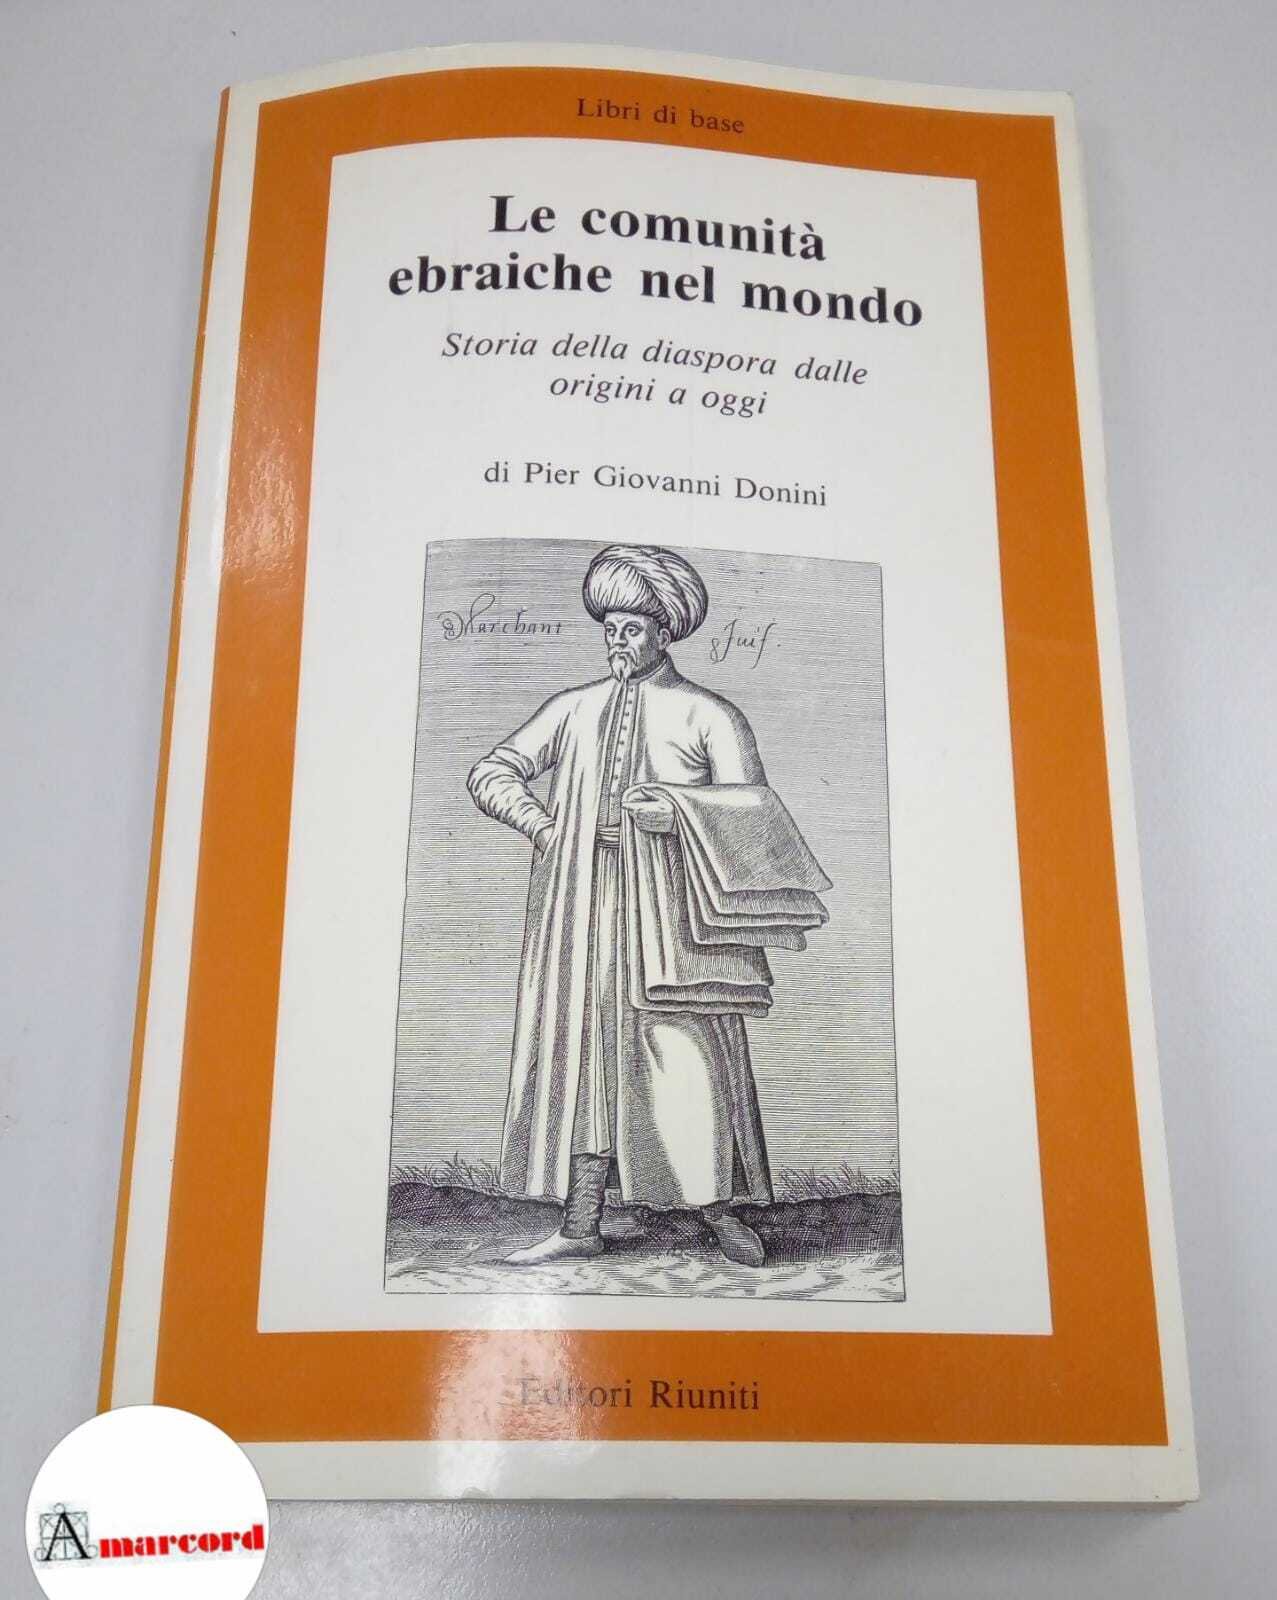 Libri di base
Le comunità
ebraiche nel mondo
Storia della diaspora dalle
origini a oggi
di Pier Giovanni Donini
Marchant
Juif.
Editori Riuniti
Amarcord